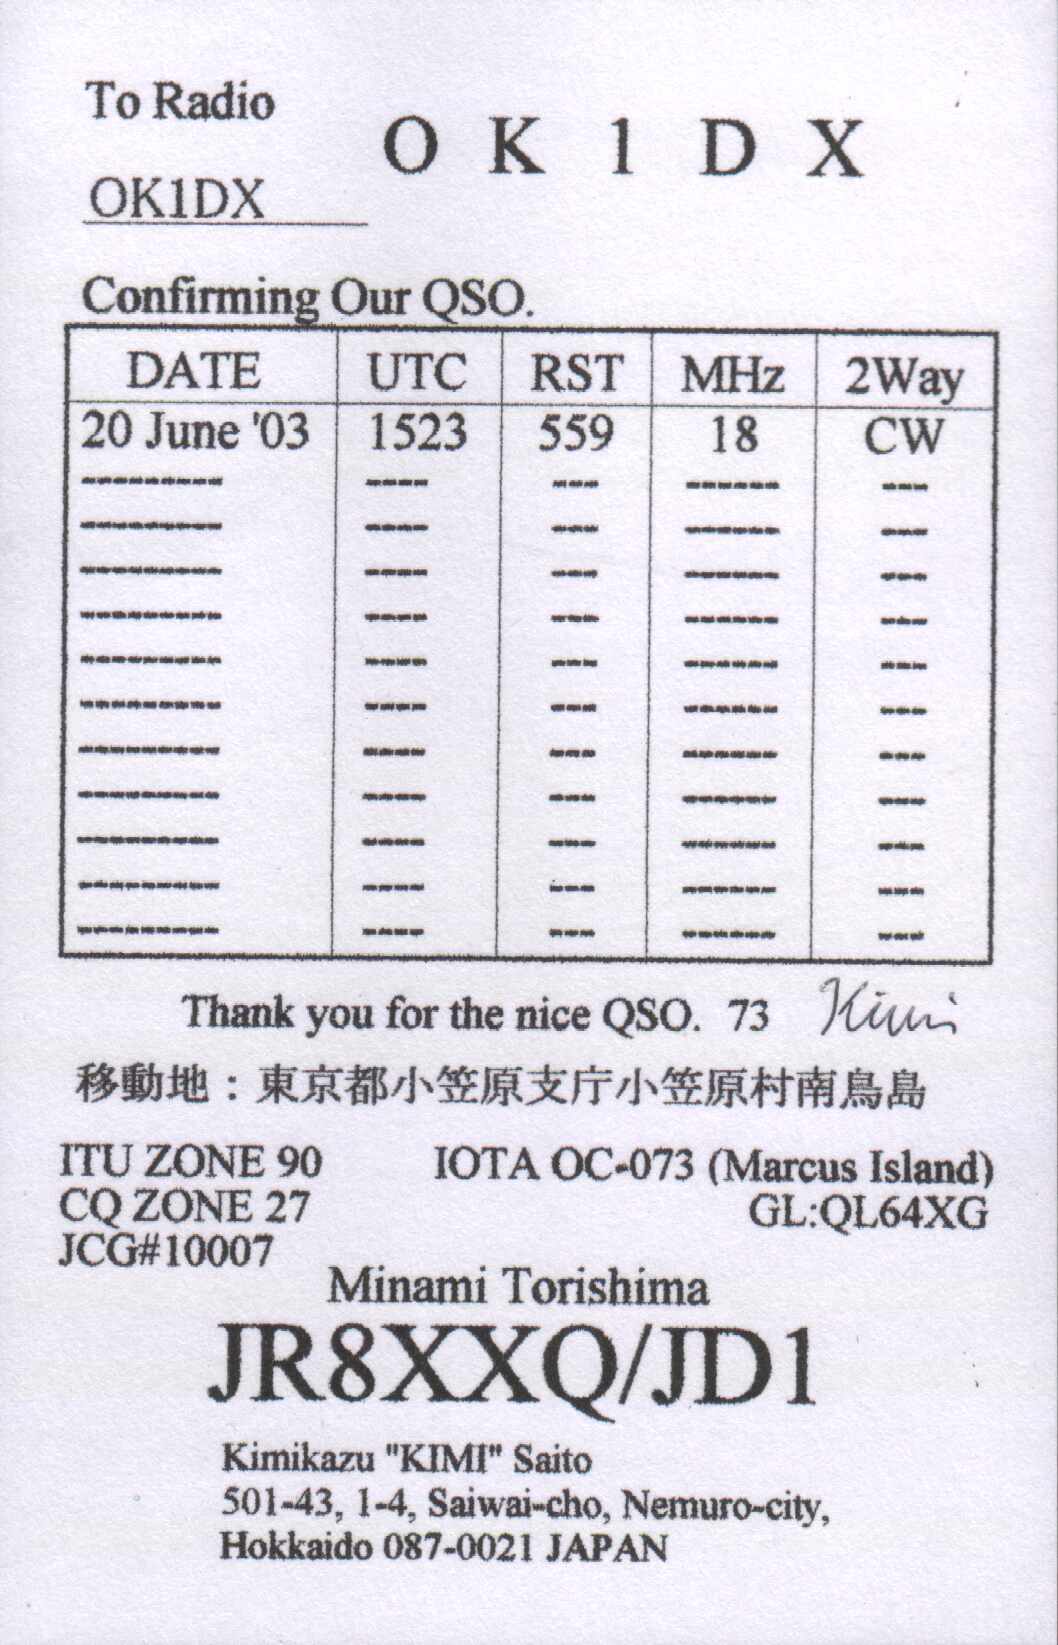 To Radio
O K 1 D X
OK1DX
Confirming Our QSO.
DATE UTC RST MHz 2Way
20 June '03 1523 559 18 CW
--------- ---- --- ------ ---
--------- ---- --- ------ ---
--------- ---- --- ------ ---
--------- ---- --- ------ ---
--------- ---- --- ------ ---
--------- ---- --- ------ ---
--------- ---- --- ------ ---
--------- ---- --- ------ ---
--------- ---- --- ------ ---
--------- ---- --- ------ ---
--------- ---- --- ------ ---
Thank you for the nice QSO. 73 Kimi
移動地：東京都小笠原支庁小笠原村南鳥島
ITU ZONE 90 IOTA OC-073 (Marcus Island)
CQ ZONE 27 GL:QL64XG
JCG#10007
Minami Torishima
JR8XXQ/JD1
Kimikazu "KIMI" Saito
501-43, 1-4, Saiwai-cho, Nemuro-city,
Hokkaido 087-0021 JAPAN